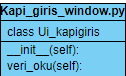 Kapi_giris_window.py
class Ui_kapigiris
__init__(self):
veri_oku(self):